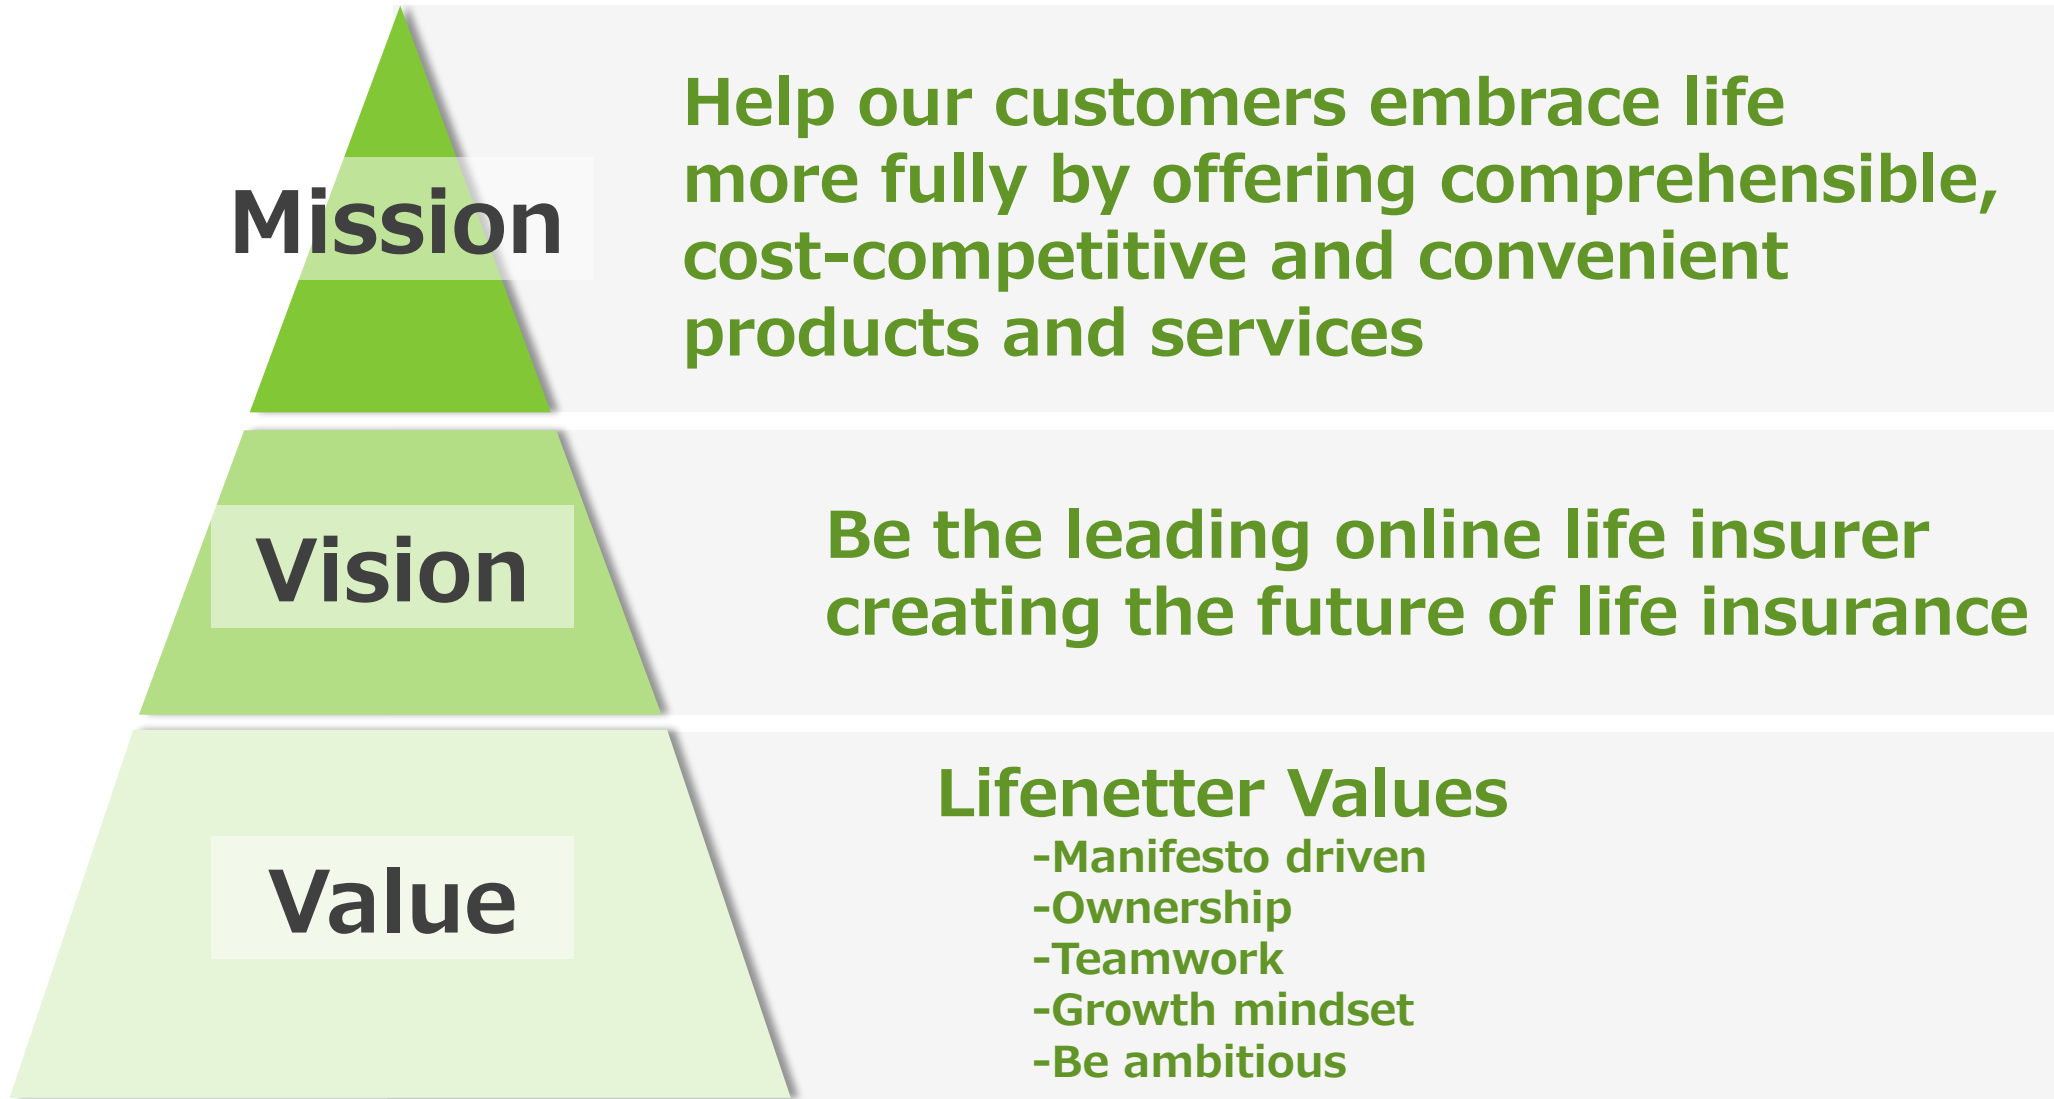 Mission
Help our customers embrace life
more fully by offering comprehensible,
cost-competitive and convenient
products and services
Vision
Be the leading online life insurer
creating the future of life insurance
Value
Lifenetter Values
-Manifesto driven
-Ownership
-Teamwork
-Growth mindset
-Be ambitious